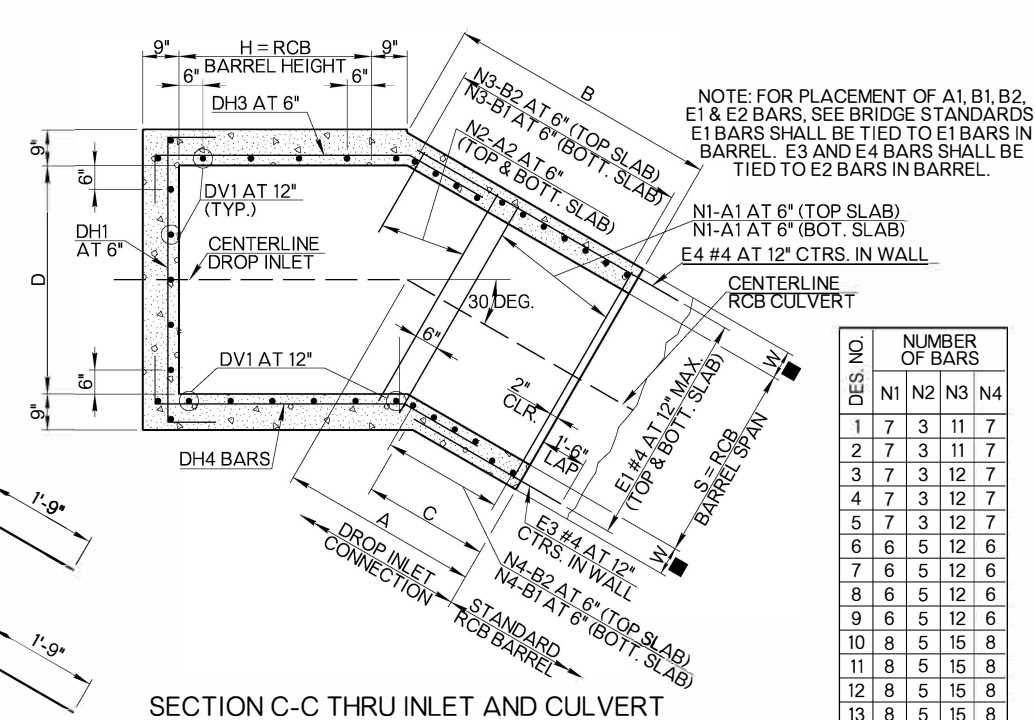 9"
H = RCB
BARREL HEIGHT
9"
6"
6"
DH3 AT 6"
9"
6"
DH1
AT 6"
D
6"
9"
DV1 AT 12"
(TYP.)
CENTERLINE
DROP INLET
DV1 AT 12"
DH4 BARS
B
N3-B2 AT 6" (TOP SLAB)
N3-B1 AT 6" (BOTT. SLAB)
N2-A2 AT 6"
(TOP & BOTT. SLAB)
NOTE: FOR PLACEMENT OF A1, B1, B2,
E1 & E2 BARS, SEE BRIDGE STANDARDS
E1 BARS SHALL BE TIED TO E1 BARS IN
BARREL. E3 AND E4 BARS SHALL BE
TIED TO E2 BARS IN BARREL.
N1-A1 AT 6" (TOP SLAB)
N1-A1 AT 6" (BOT. SLAB)
E4 #4 AT 12" CTRS. IN WALL
CENTERLINE
RCB CULVERT
30 DEG.
6"
2"
CLR.
1'-6"
LAP
E1 #4 AT 12" MAX.
(TOP & BOTT. SLAB)
W
S = RCB
BARREL SPAN
W
E3 #4 AT 12"
CTRS. IN WALL
N4-B2 AT 6" (TOP SLAB)
N4-B1 AT 6" (BOTT. SLAB)
C
A
DROP INLET
CONNECTION
STANDARD
RCB BARREL
1'-9"
1'-9"
SECTION C-C THRU INLET AND CULVERT
DES. NO.
NUMBER
OF BARS
N1 N2 N3 N4
1 7 3 11 7
2 7 3 11 7
3 7 3 12 7
4 7 3 12 7
5 7 3 12 7
6 6 5 12 6
7 6 5 12 6
8 6 5 12 6
9 6 5 12 6
10 8 5 15 8
11 8 5 15 8
12 8 5 15 8
13 8 5 15 8